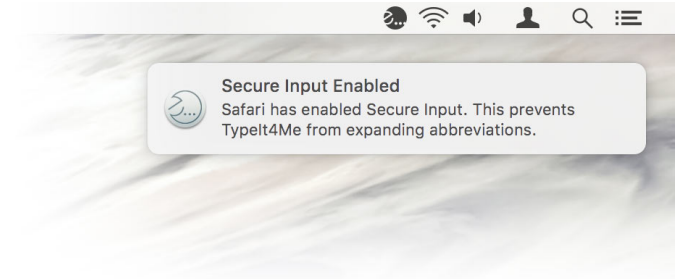 Secure Input Enabled
Safari has enabled Secure Input. This prevents
TypeIt4Me from expanding abbreviations.